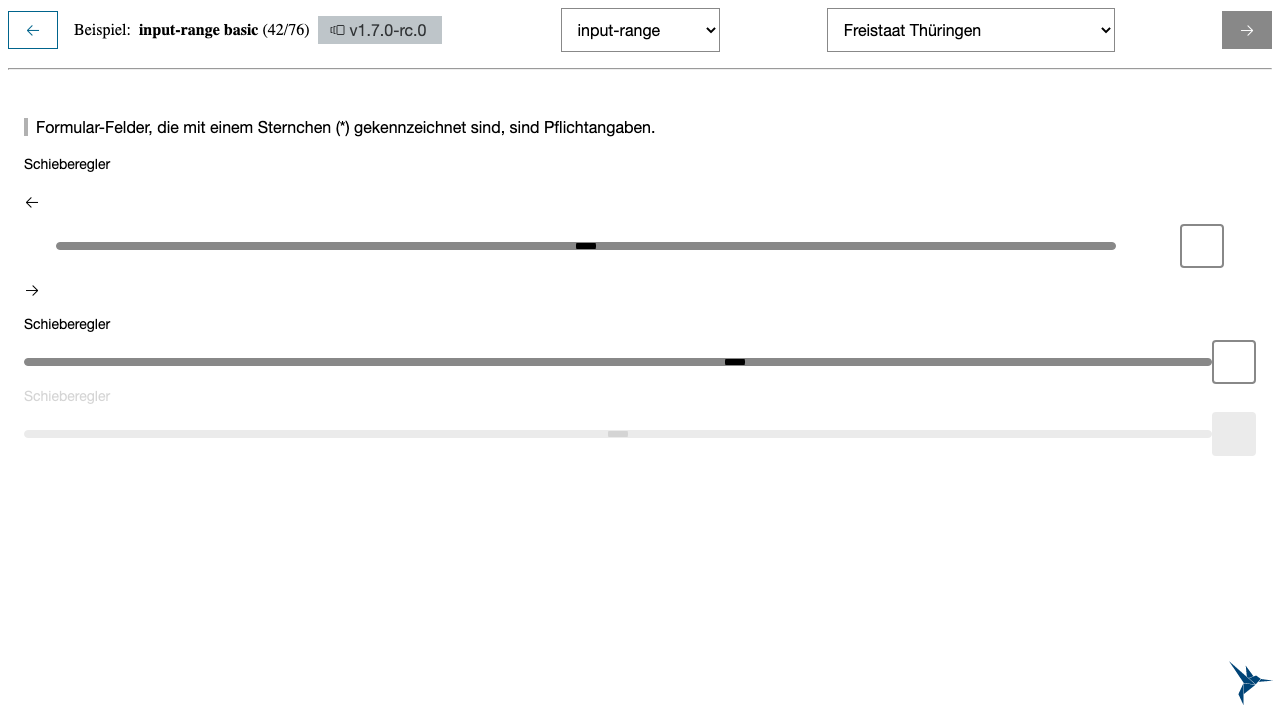 ← Beispiel: input-range basic (42/76) v1.7.0-rc.0 input-range Freistaat Thüringen →
Formular-Felder, die mit einem Sternchen (*) gekennzeichnet sind, sind Pflichtangaben.
Schieberegler
←
→
Schieberegler
Schieberegler